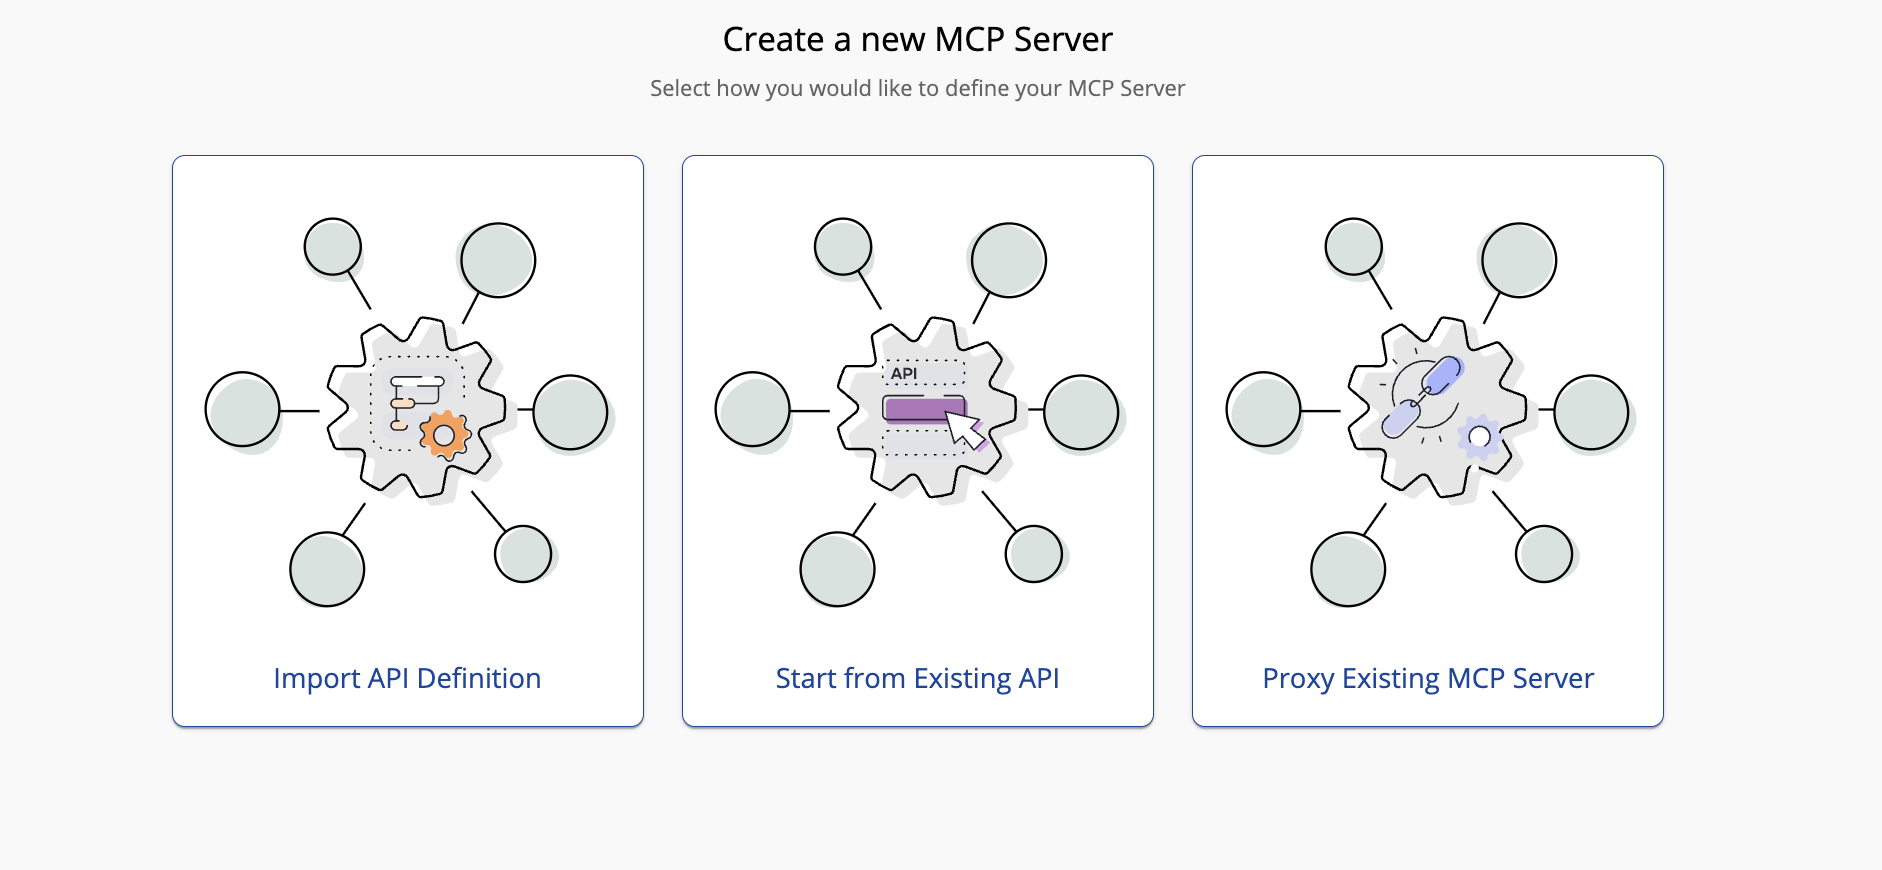 Create a new MCP Server
Select how you would like to define your MCP Server
API
Import API Definition
Start from Existing API
Proxy Existing MCP Server